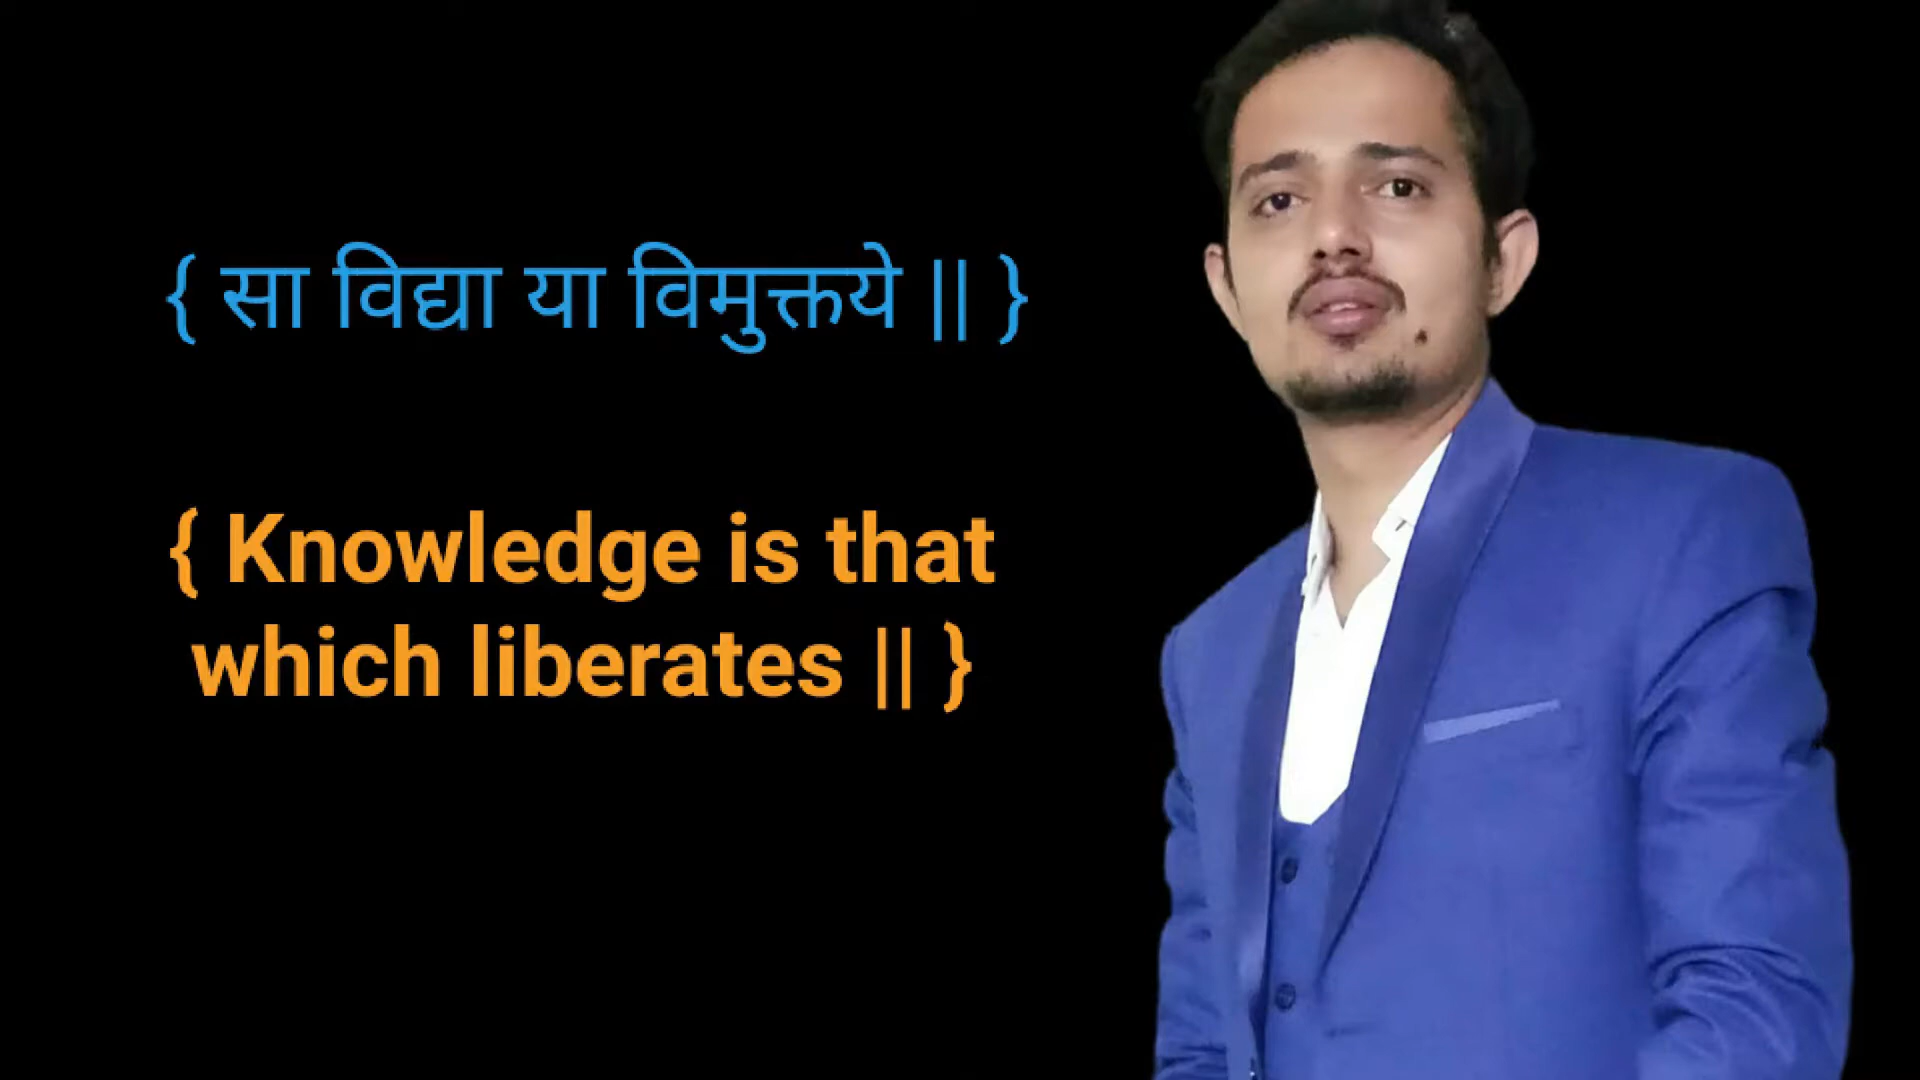 { सा विद्या या विमुक्तये || }
{ Knowledge is that
which liberates || }